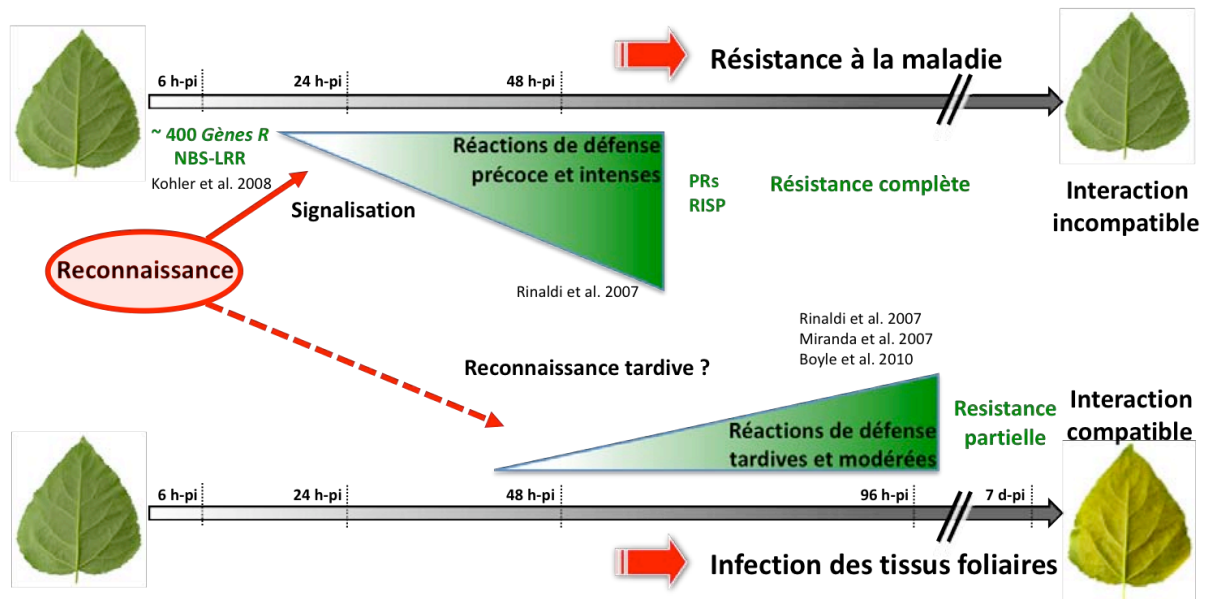 Résistance à la maladie
6 h-pi
24 h-pi
48 h-pi
~ 400 Gènes R
NBS-LRR
Kohler et al. 2008
Signalisation
Réactions de défense
précoce et intenses
PRs
RISP
Résistance complète
Interaction
incompatible
Reconnaissance
Rinaldi et al. 2007
Rinaldi et al. 2007
Miranda et al. 2007
Boyle et al. 2010
Reconnaissance tardive ?
Réactions de défense
tardives et modérées
Resistance
partielle
Interaction
compatible
6 h-pi
24 h-pi
48 h-pi
96 h-pi
7 d-pi
Infection des tissus foliaires